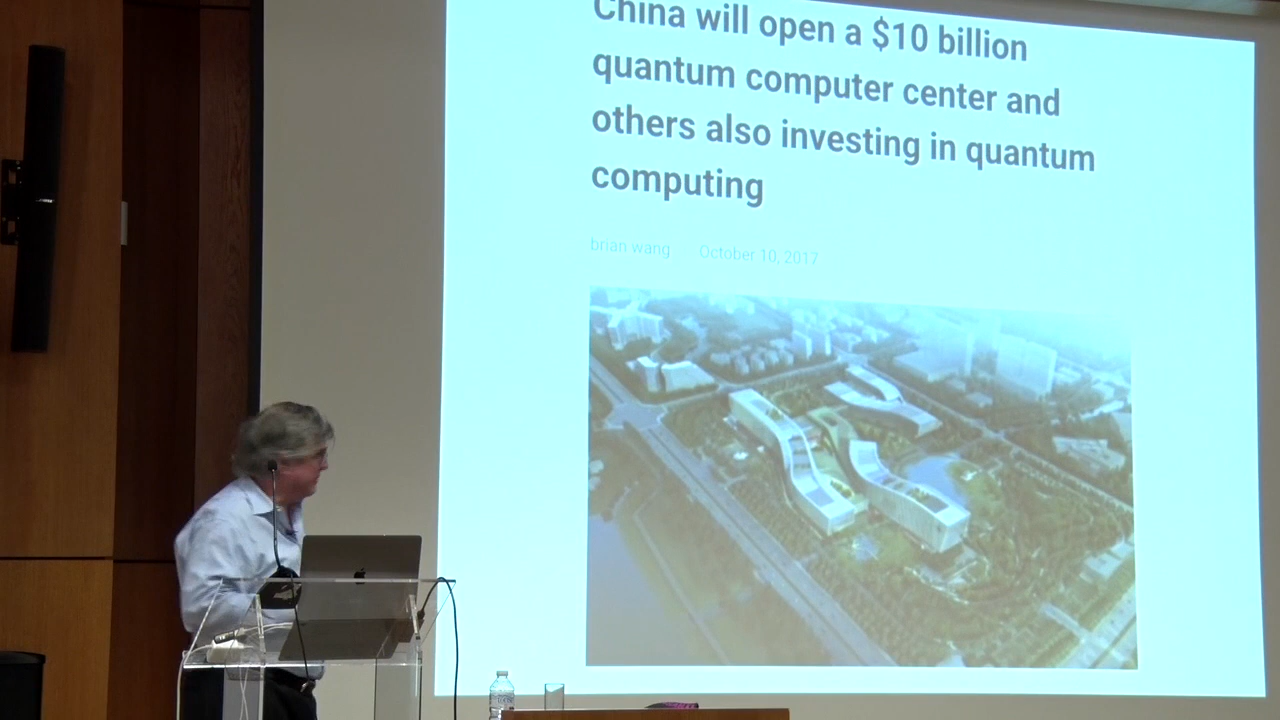 China will open a $10 billion
quantum computer center and
others also investing in quantum
computing
brian wang October 10, 2017